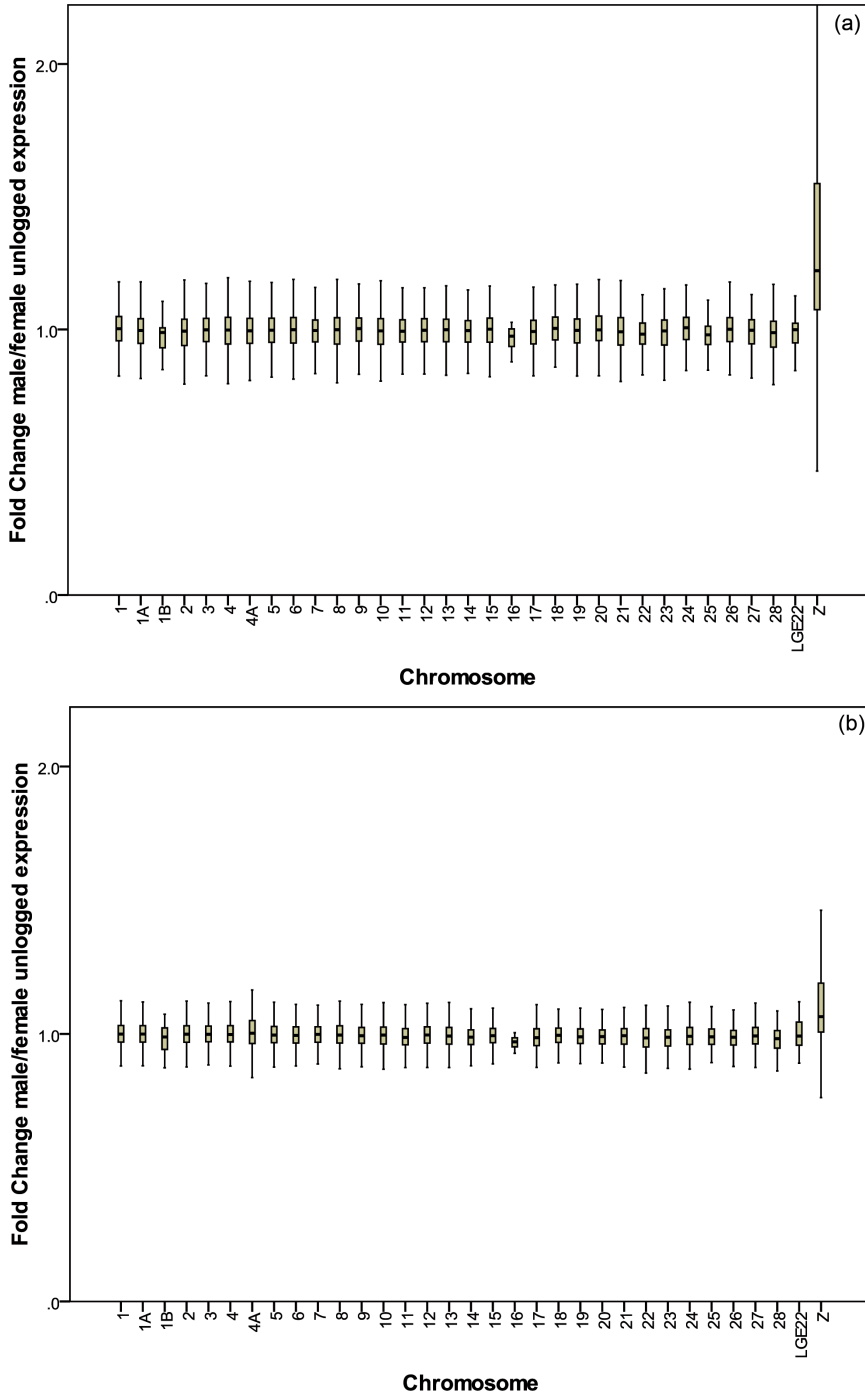 (a)
Fold Change male/female unlogged expression
2.0
1.0
.0
1 1A 1B 2 3 4 4A 5 6 7 8 9 10 11 12 13 14 15 16 17 18 19 20 21 22 23 24 25 26 27 28 LGE22 Z
Chromosome
(b)
Fold Change male/female unlogged expression
2.0
1.0
.0
1 1A 1B 2 3 4 4A 5 6 7 8 9 10 11 12 13 14 15 16 17 18 19 20 21 22 23 24 25 26 27 28 LGE22 Z
Chromosome